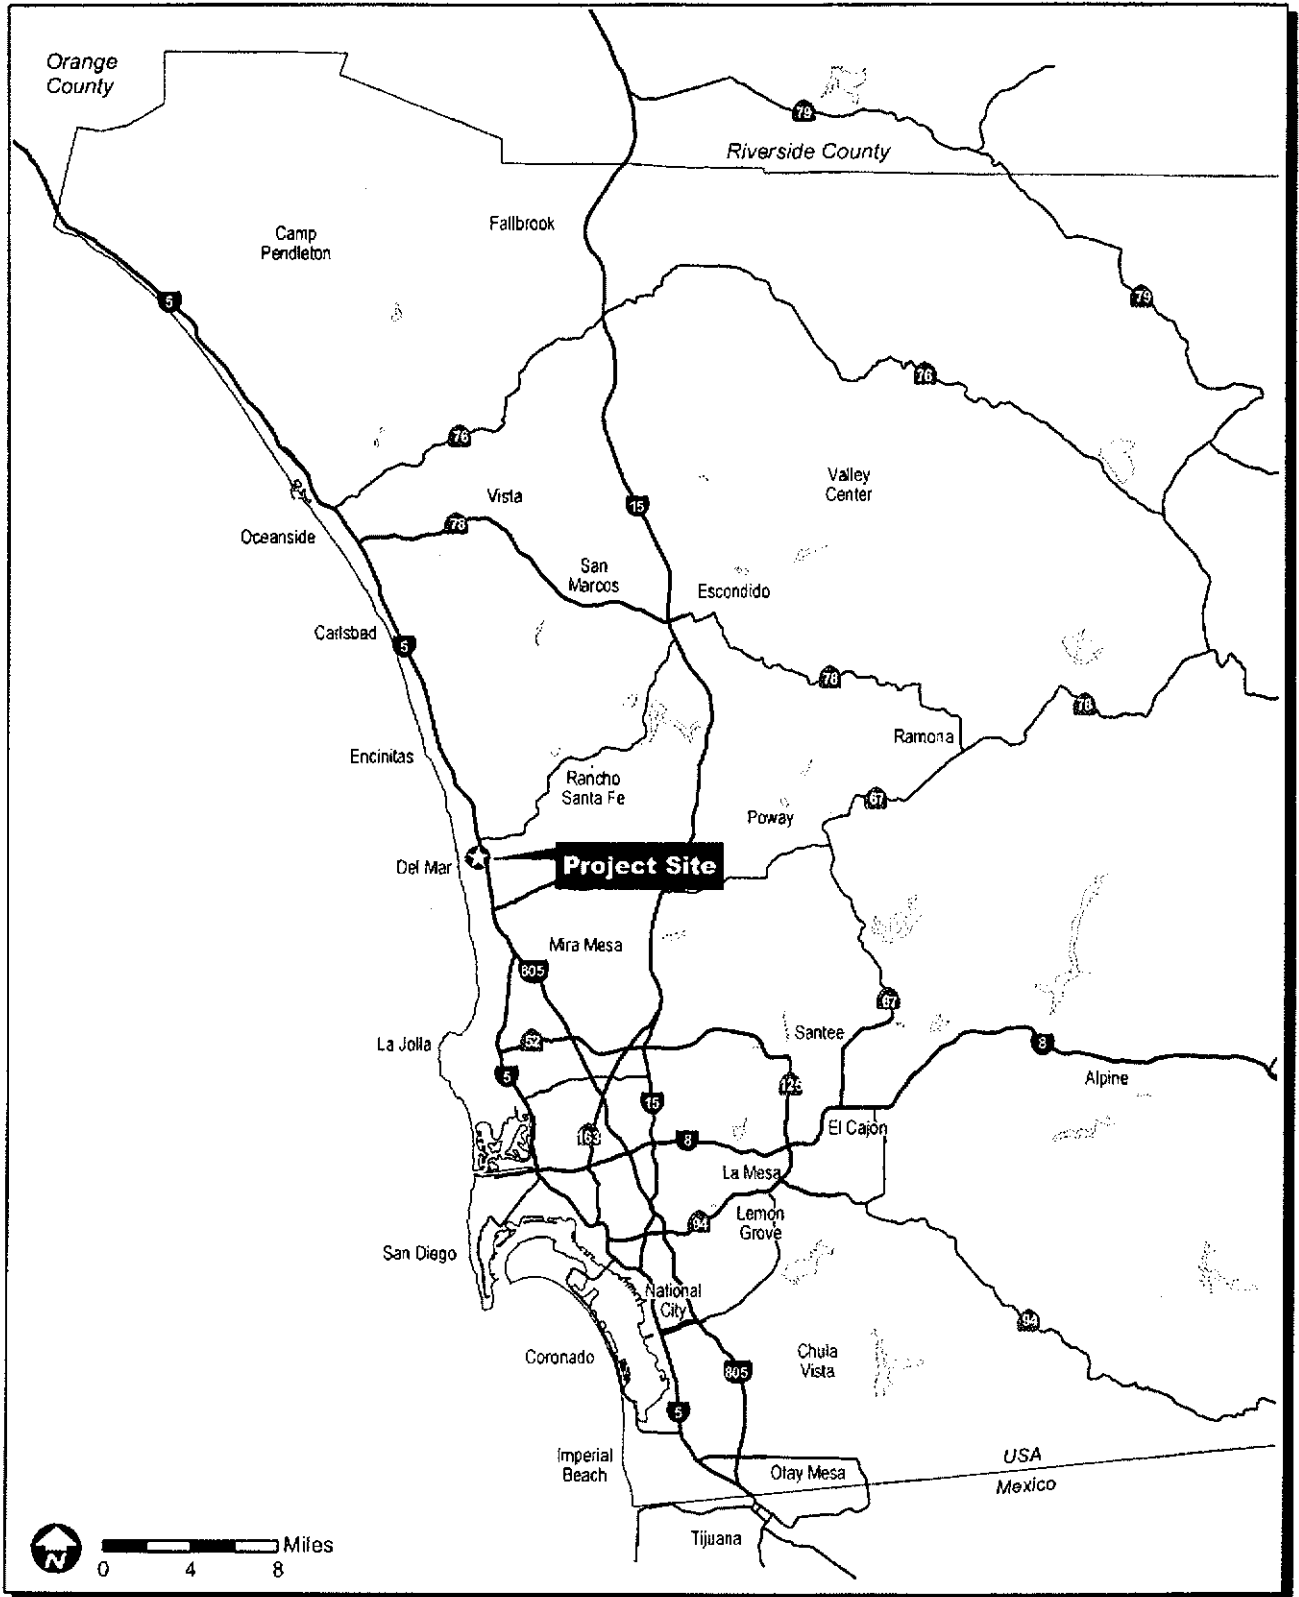 Orange
County
79
Riverside County
Fallbrook
Camp
Pendleton
5
79
76
76
Valley
Center
Vista
15
78
Oceanside
San
Marcos
Escondido
Carlsbad
5
78
78
Ramona
Encinitas
Rancho
Santa Fe
67
Poway
Del Mar
Project Site
Mira Mesa
805
67
Santee
La Jolla
52
8
5
Alpine
125
15
El Cajon
163
8
La Mesa
Lemon
Grove
94
San Diego
National
City
94
Coronado
Chula
Vista
805
5
Imperial
Beach
USA
Otay Mesa
Mexico
Tijuana
N
Miles
0 4 8